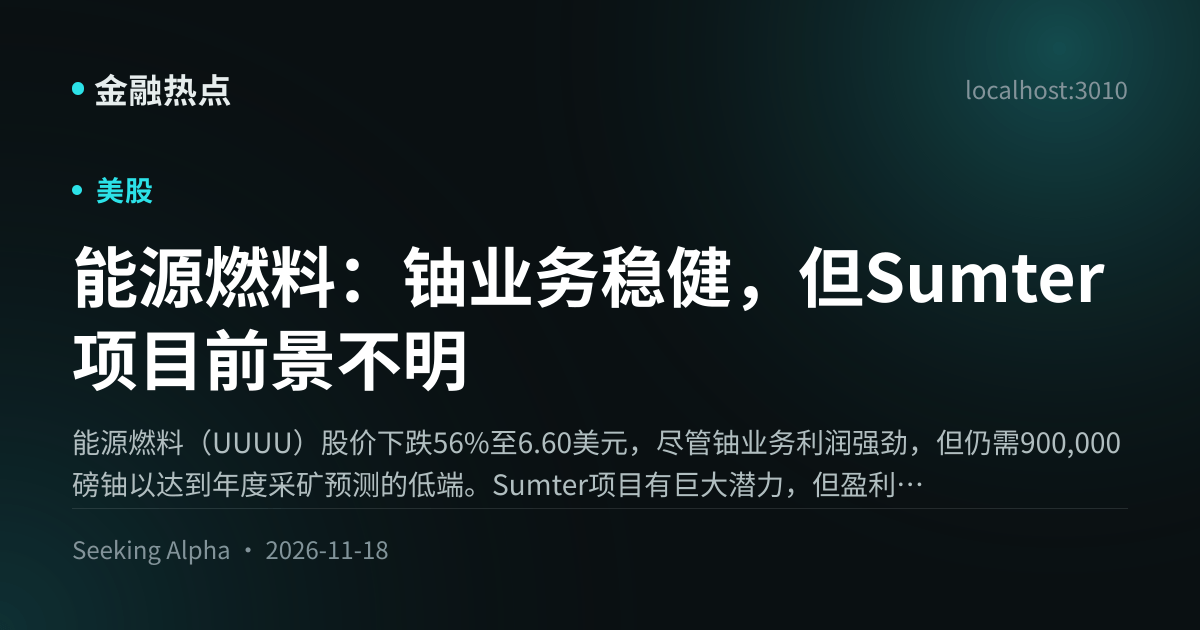 金融热点
localhost:3010
美股
能源燃料：铀业务稳健，但Sumter
项目前景不明
能源燃料（UUUU）股价下跌56%至6.60美元，尽管铀业务利润强劲，但仍需900,000
磅铀以达到年度采矿预测的低端。Sumter项目有巨大潜力，但盈利…
Seeking Alpha · 2026-11-18